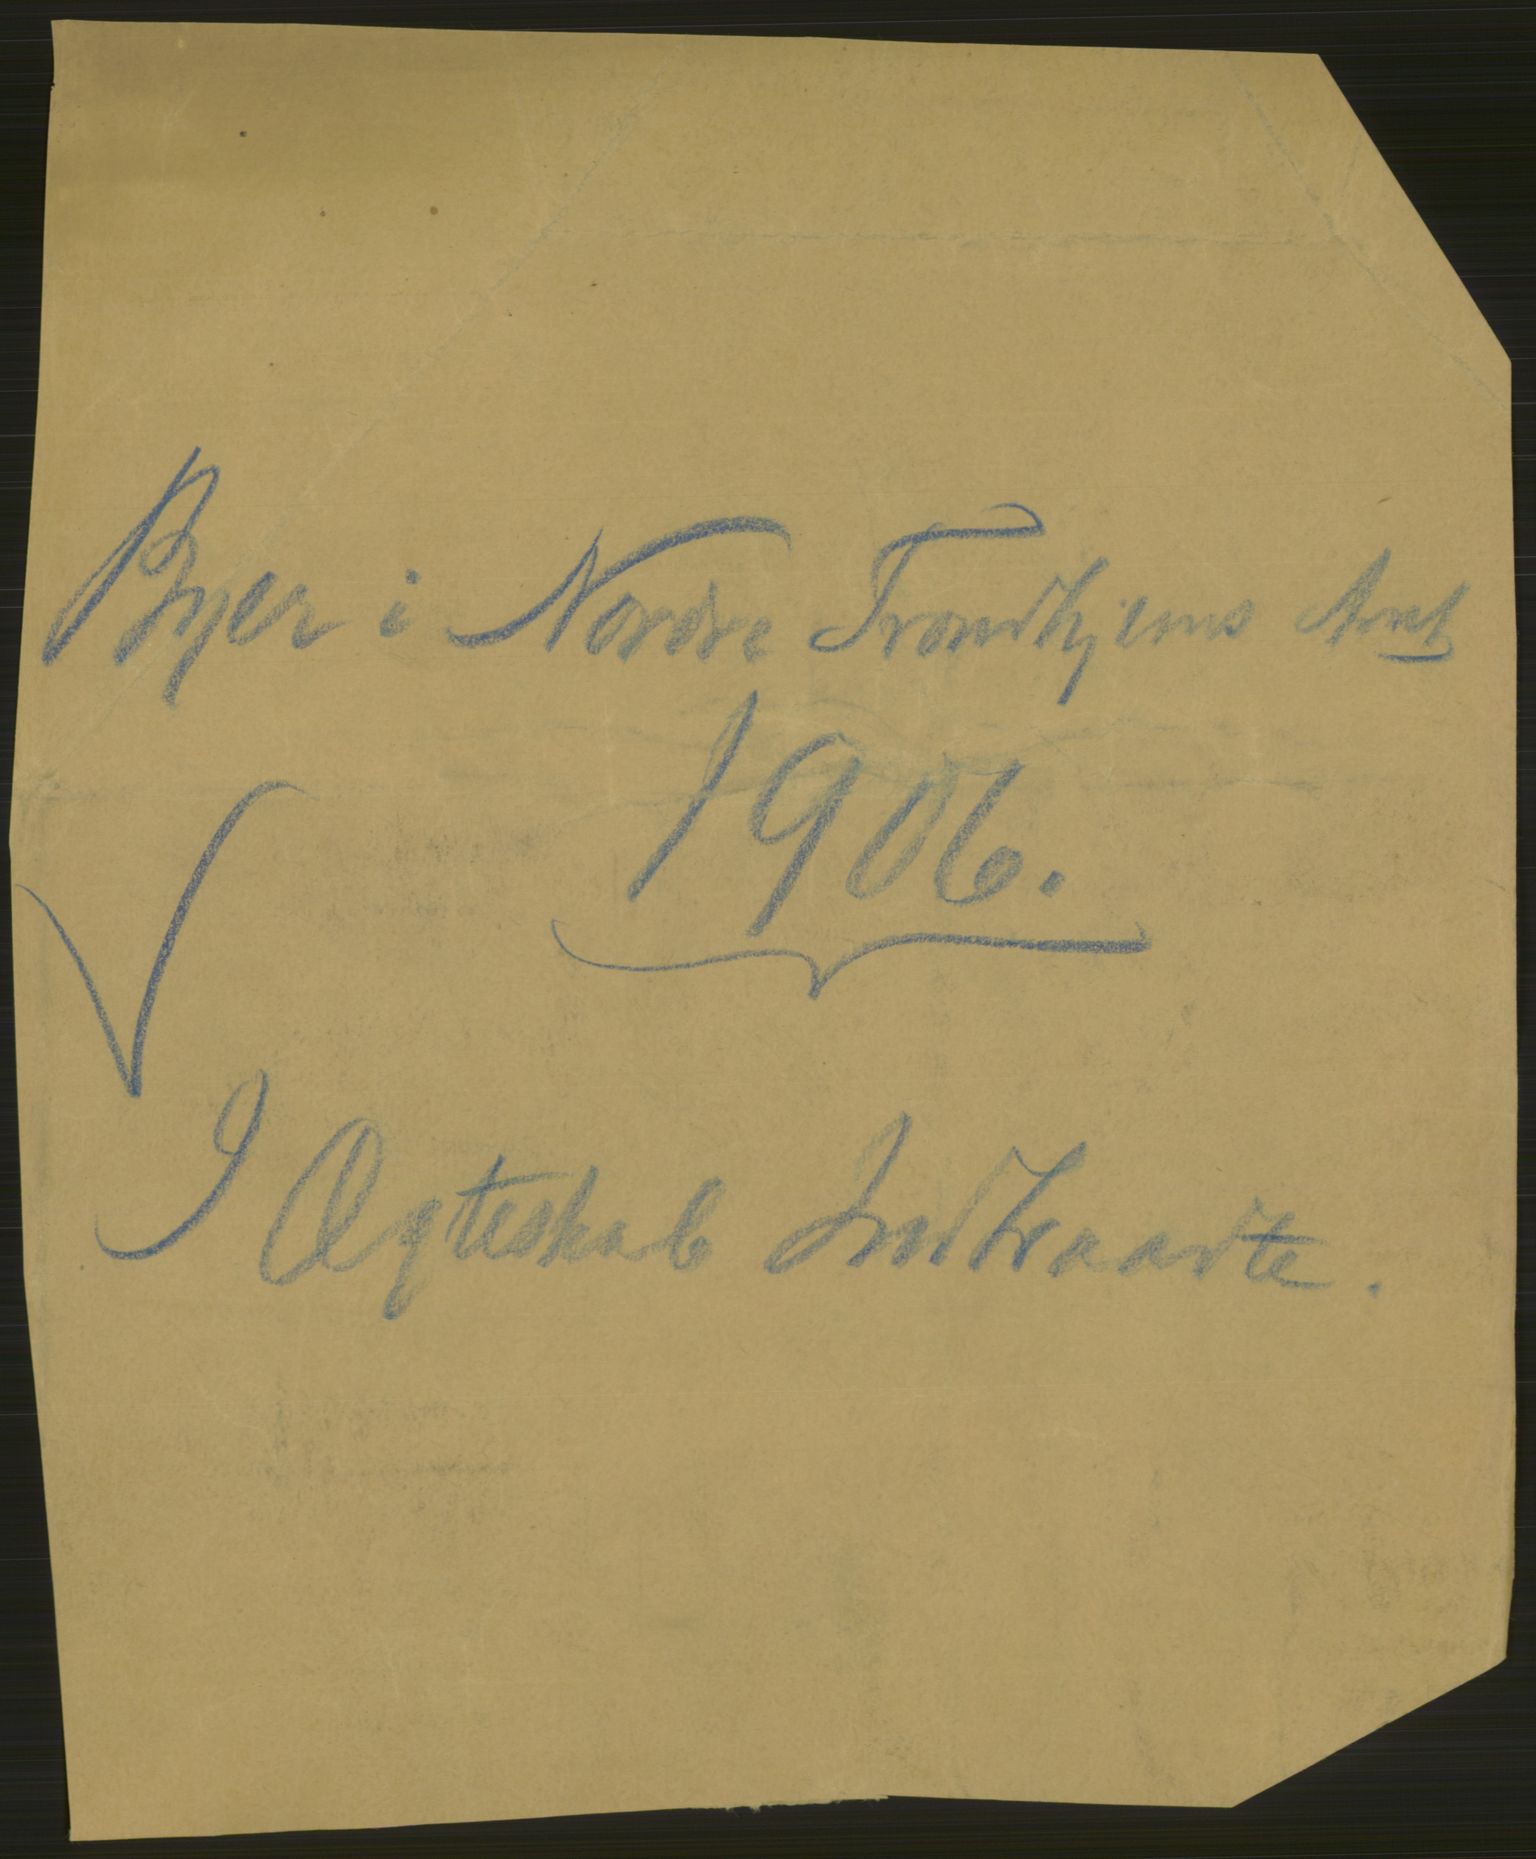 Byer i Nordre Trondhjems Amt
1906.
I Ægteskab Indtraadte.